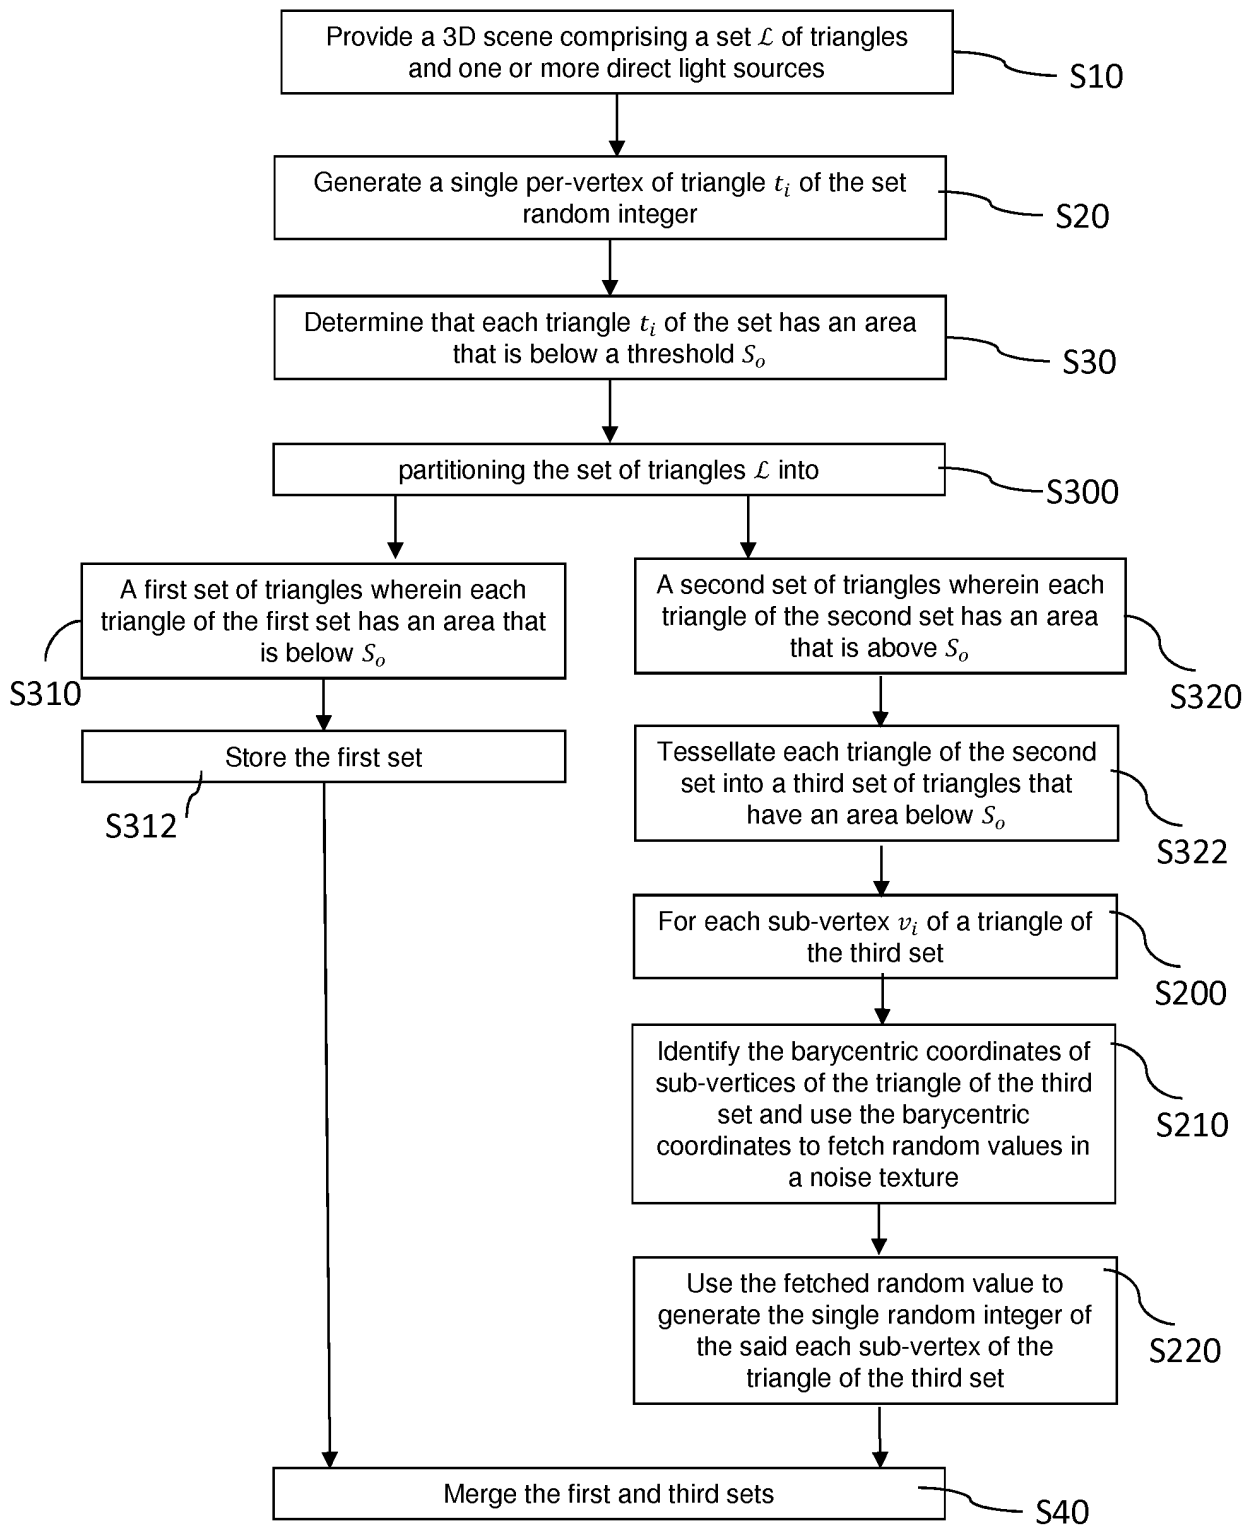 Provide a 3D scene comprising a set ℒ of triangles
and one or more direct light sources
S10
Generate a single per-vertex of triangle tᵢ of the set
random integer
S20
Determine that each triangle tᵢ of the set has an area
that is below a threshold Sₒ
S30
partitioning the set of triangles ℒ into
S300
A first set of triangles wherein each
triangle of the first set has an area that
is below Sₒ
S310
Store the first set
S312
A second set of triangles wherein each
triangle of the second set has an area
that is above Sₒ
S320
Tessellate each triangle of the second
set into a third set of triangles that
have an area below Sₒ
S322
For each sub-vertex vᵢ of a triangle of
the third set
S200
Identify the barycentric coordinates of
sub-vertices of the triangle of the third
set and use the barycentric
coordinates to fetch random values in
a noise texture
S210
Use the fetched random value to
generate the single random integer of
the said each sub-vertex of the
triangle of the third set
S220
Merge the first and third sets
S40